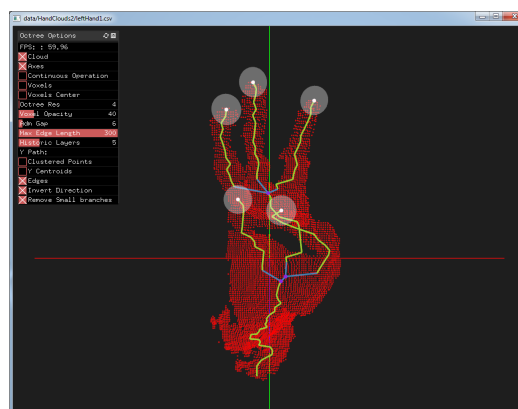 data/HandClouds2/leftHand1.csv
Octree Options
FPS: : 59,96
Cloud
Axes
Continuous Operation
Voxels
Voxels Center
Octree Res 4
Voxel Opacity 40
Adm Gap 6
Max Edge Length 300
Historic Layers 5
Y Path:
Clustered Points
Y Centroids
Edges
Invert Direction
Remove Small branches